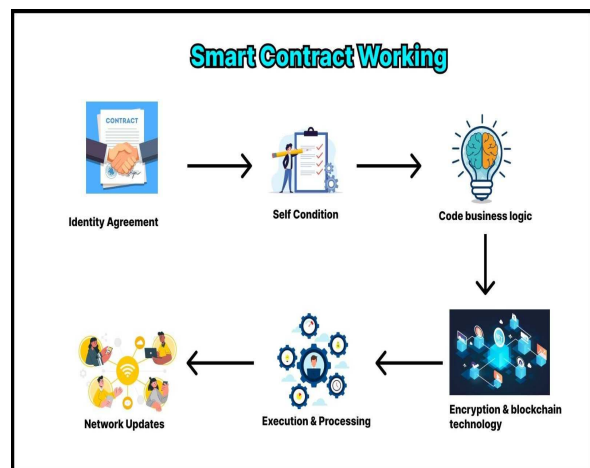 Smart Contract Working
CONTRACT
Identity Agreement
Self Condition
Code business logic
Encryption & blockchain
technology
Execution & Processing
Network Updates